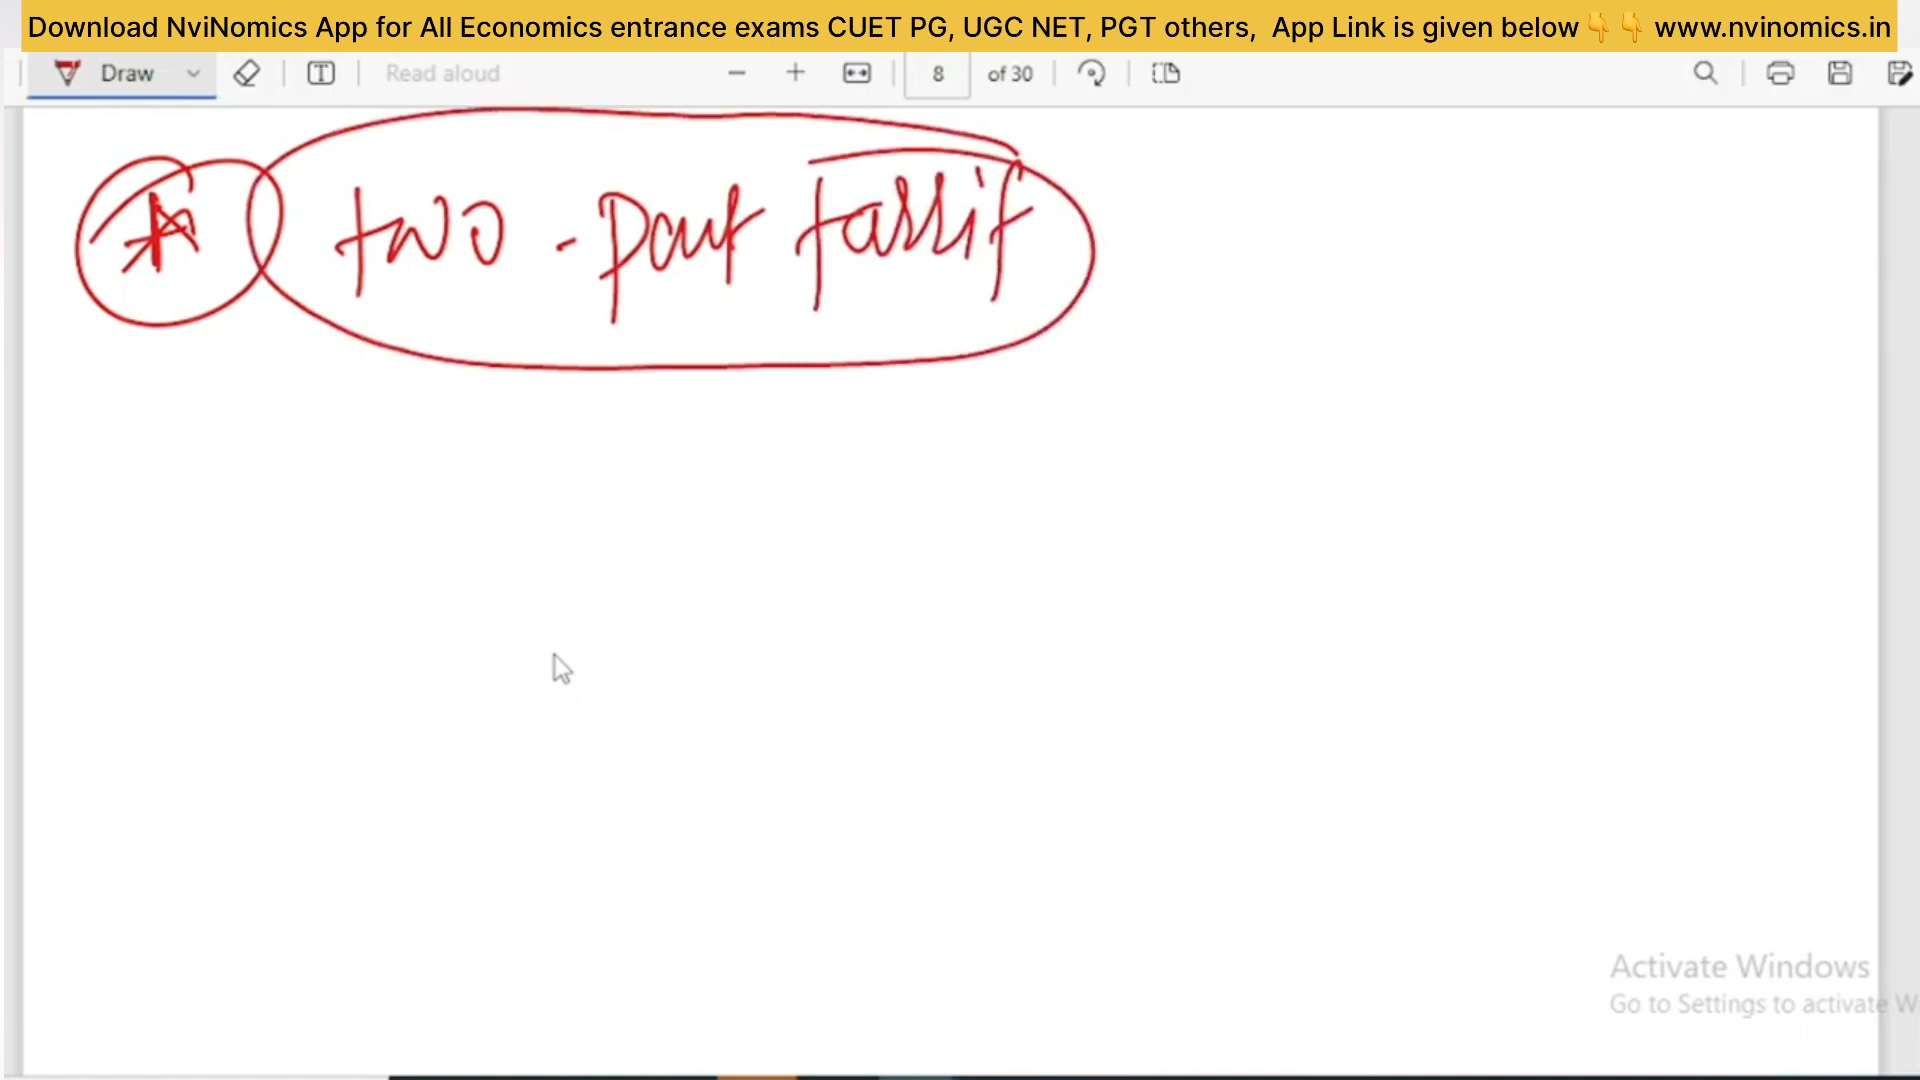 Download NviNomics App for All Economics entrance exams CUET PG, UGC NET, PGT others, App Link is given below👇👇 www.nvinomics.in
Draw T Read aloud 8 of 30
two - part tarrif
Activate Windows
Go to Settings to activate W